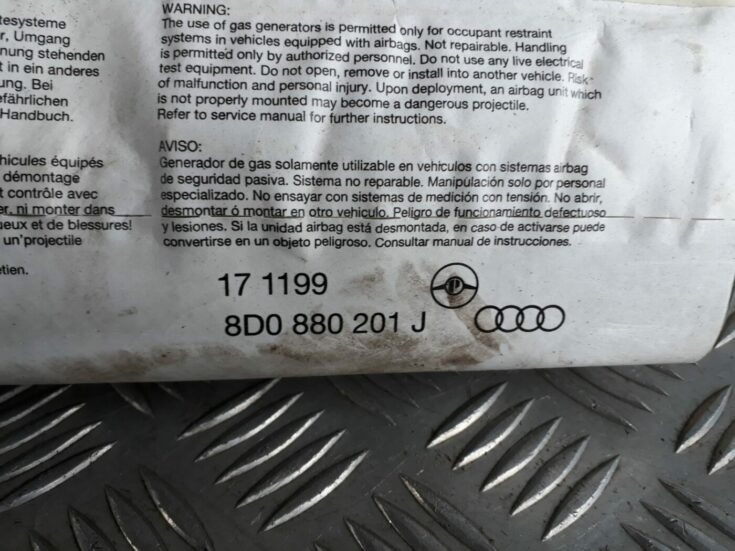 tesysteme
r, Umgang
nung stehenden
t in ein anderes
ung. Bei
efährlichen
Handbuch.
hicules équipés
démontage
t contrôle avec
er, ni monter dans
ueux et de blessures!
un'projectile
tien.
WARNING:
The use of gas generators is permitted only for occupant restraint
systems in vehicles equipped with airbags. Not repairable. Handling
is permitted only by authorized personnel. Do not use any live electrical
test equipment. Do not open, remove or install into another vehicle. Risk
of malfunction and personal injury. Upon deployment, an airbag unit which
is not properly mounted may become a dangerous projectile.
Refer to service manual for further instructions.
AVISO:
Generador de gas solamente utilizable en vehículos con sistemas airbag
de seguridad pasiva. Sistema no reparable. Manipulación solo por personal
especializado. No ensayar con sistemas de medición con tensión. No abrir,
desmontar ó montar en otro vehículo. Peligro de funcionamiento defectuoso
y lesiones. Si la unidad airbag está desmontada, en caso de activarse puede
convertirse en un objeto peligroso. Consultar manual de instrucciones.
17 1199
P
8D0 880 201 J